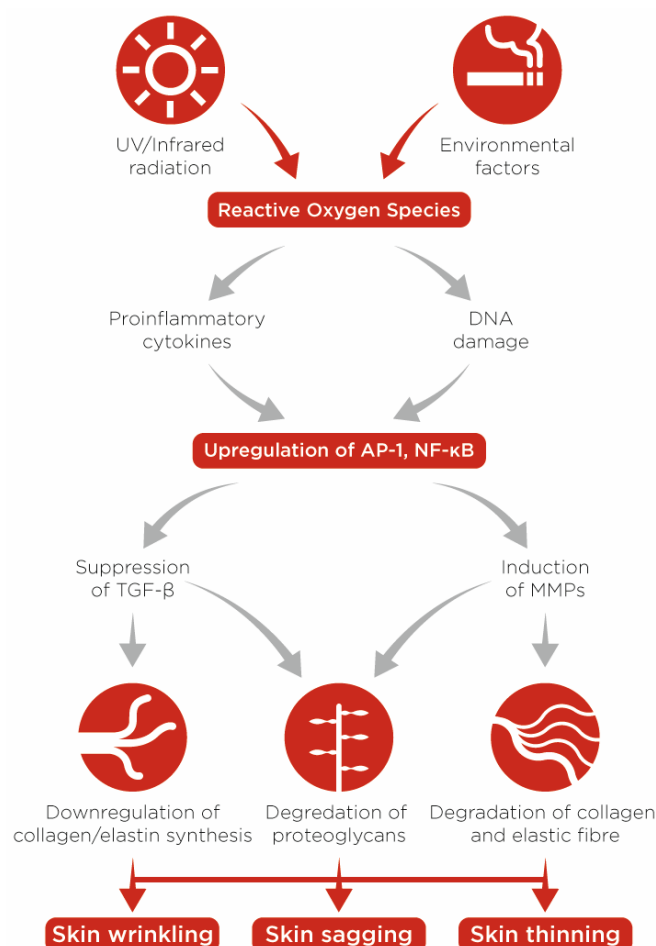 UV/Infrared
radiation
Environmental
factors
Reactive Oxygen Species
Proinflammatory
cytokines
DNA
damage
Upregulation of AP-1, NF-κB
Suppression
of TGF-β
Induction
of MMPs
Downregulation of
collagen/elastin synthesis
Degredation of
proteoglycans
Degradation of collagen
and elastic fibre
Skin wrinkling
Skin sagging
Skin thinning